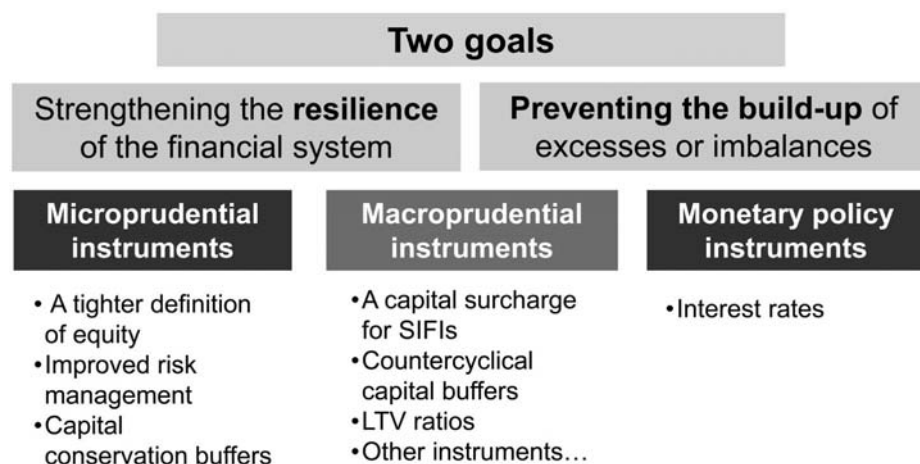 Two goals
Strengthening the resilience
of the financial system
Preventing the build-up of
excesses or imbalances
Microprudential
instruments
• A tighter definition
of equity
•Improved risk
management
•Capital
conservation buffers
Macroprudential
instruments
•A capital surcharge
for SIFIs
•Countercyclical
capital buffers
•LTV ratios
•Other instruments…
Monetary policy
instruments
•Interest rates